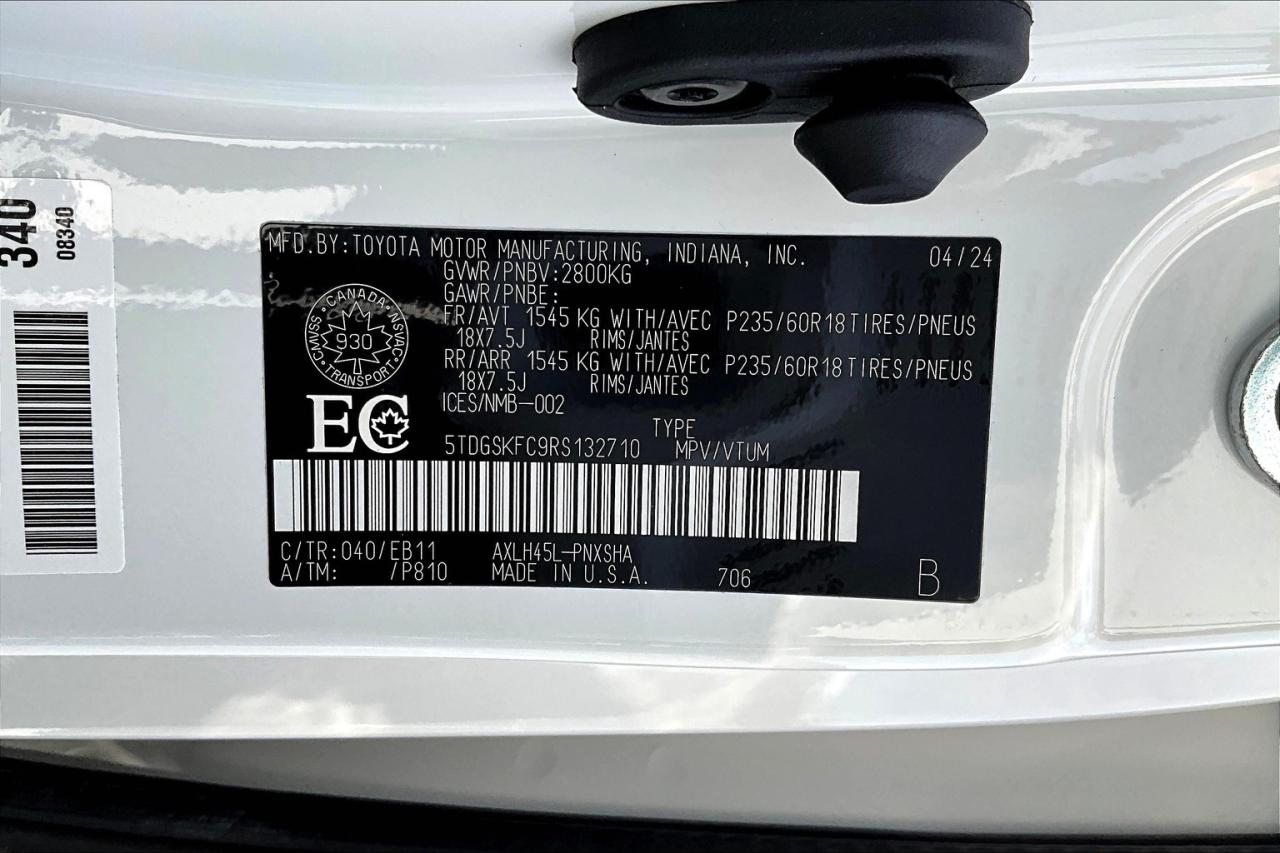 340
08340
MFD.BY:TOYOTA MOTOR MANUFACTURING, INDIANA, INC. 04/24
GVWR/PNBV:2800KG
GAWR/PNBE:
FR/AVT 1545 KG WITH/AVEC P235/60R18 TIRES/PNEUS
18X7.5J RIMS/JANTES
RR/ARR 1545 KG WITH/AVEC P235/60R18 TIRES/PNEUS
18X7.5J RIMS/JANTES
ICES/NMB-002
CANADA
CMVSS 930 NSVAC
TRANSPORT
EC
TYPE
5TDGSKFC9RS132710 MPV/VTUM
C/TR:040/EB11 AXLH45L-PNXSHA
A/TM: /P810 MADE IN U.S.A. 706 B